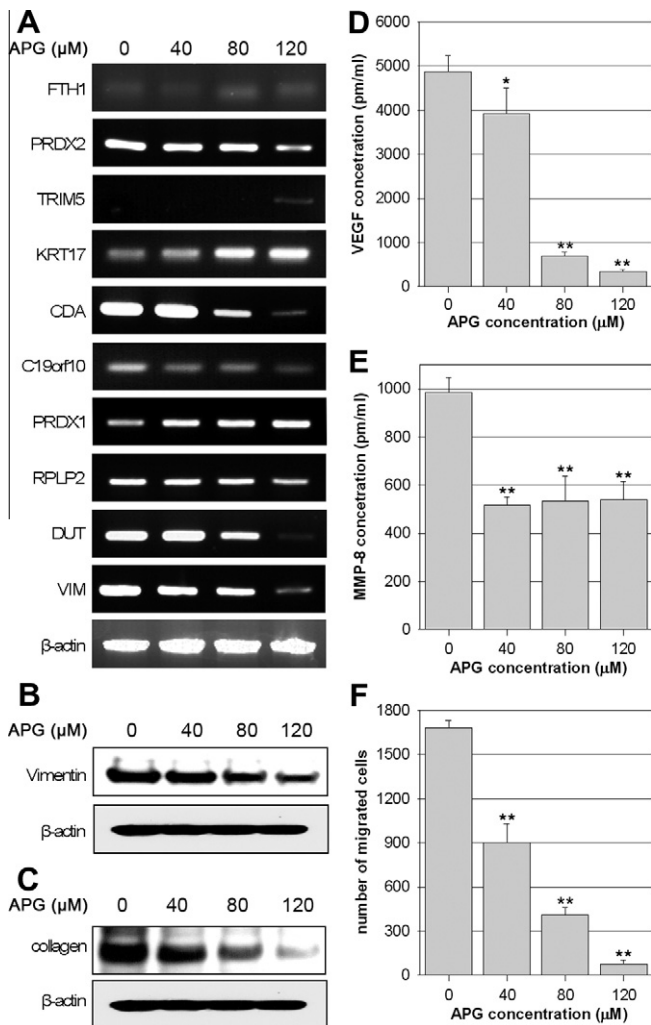 A
APG (µM) 0 40 80 120
FTH1
PRDX2
TRIM5
KRT17
CDA
C19orf10
PRDX1
RPLP2
DUT
VIM
β-actin
B
APG (µM) 0 40 80 120
Vimentin
β-actin
C
APG (µM) 0 40 80 120
collagen
β-actin
D
VEGF concetration (pm/ml)
6000
5000
4000
3000
2000
1000
0
*
**
**
0 40 80 120
APG concentration (µM)
E
MMP-8 concetration (pm/ml)
1000
800
600
400
200
0
**
**
**
0 40 80 120
APG concentration (µM)
F
number of migrated cells
1800
1500
1200
900
600
300
0
**
**
**
0 40 80 120
APG concentration (µM)